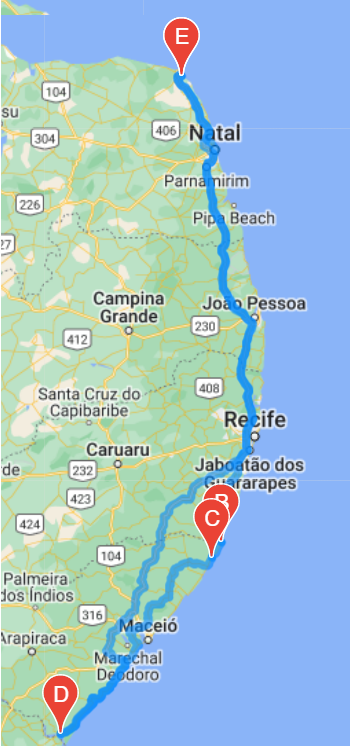 E
104
su
406
Natal
304
Parnamirim
226
Pipa Beach
27
Campina
Grande
João Pessoa
230
412
408
Santa Cruz do
Capibaribe
Recife
Caruaru
rde
232
Jaboatão dos
Guararapes
423
B
C
424
104
Palmeira
dos Índios
316
Maceió
Arapiraca
Marechal
Deodoro
D